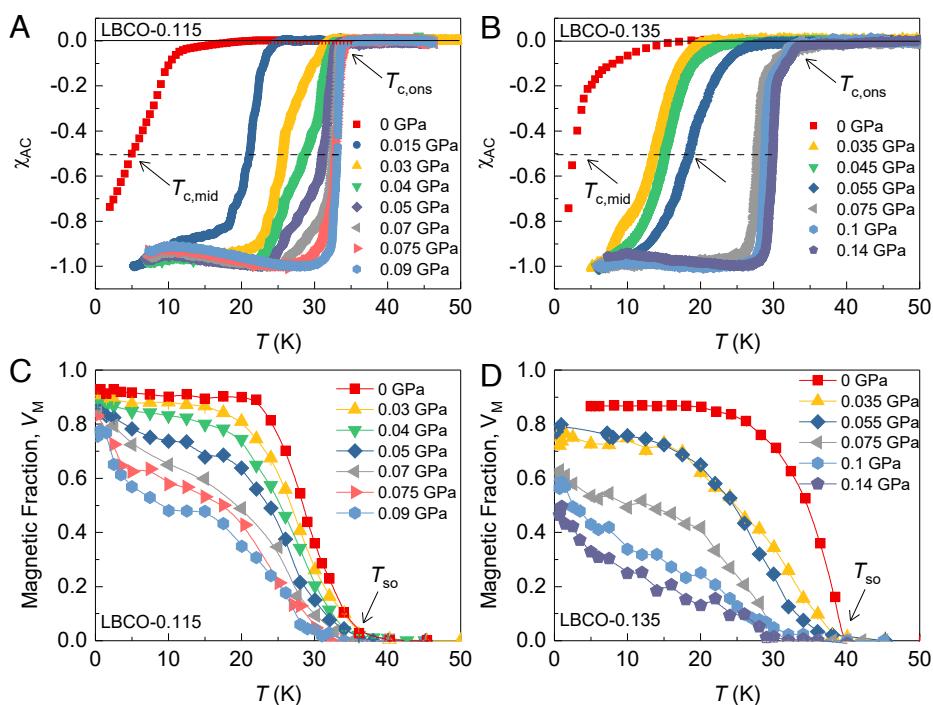 A
LBCO-0.115
0.0
-0.2
-0.4
-0.6
-0.8
-1.0
χAC
Tc,ons
Tc,mid
0 GPa
0.015 GPa
0.03 GPa
0.04 GPa
0.05 GPa
0.07 GPa
0.075 GPa
0.09 GPa
0 10 20 30 40 50
T (K)
B
LBCO-0.135
0.0
-0.2
-0.4
-0.6
-0.8
-1.0
χAC
Tc,ons
Tc,mid
0 GPa
0.035 GPa
0.045 GPa
0.055 GPa
0.075 GPa
0.1 GPa
0.14 GPa
0 10 20 30 40 50
T (K)
C
1.0
0.8
0.6
0.4
0.2
0.0
Magnetic Fraction, VM
0 GPa
0.03 GPa
0.04 GPa
0.05 GPa
0.07 GPa
0.075 GPa
0.09 GPa
Tso
LBCO-0.115
0 10 20 30 40 50
T (K)
D
1.0
0.8
0.6
0.4
0.2
0.0
Magnetic Fraction, VM
0 GPa
0.035 GPa
0.055 GPa
0.075 GPa
0.1 GPa
0.14 GPa
Tso
LBCO-0.135
0 10 20 30 40 50
T (K)